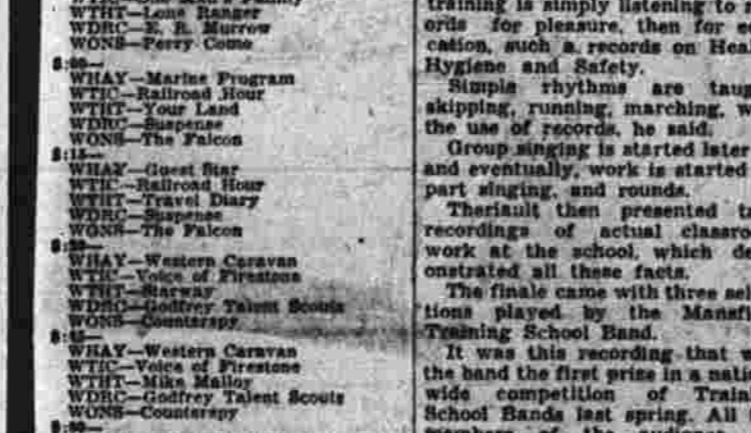 WTHT—Lone Ranger
WDRC—E. R. Murrow
WONS—Perry Como
8:00—
WHAY—Marine Program
WTIC—Railroad Hour
WTHT—Your Land
WDRC—Suspense
WONS—The Falcon
8:15—
WHAY—Guest Star
WTIC—Railroad Hour
WTHT—Travel Diary
WDRC—Suspense
WONS—The Falcon
8:30—
WHAY—Western Caravan
WTIC—Voice of Firestone
WTHT—Starway
WDRC—Godfrey Talent Scouts
WONS—Counterspy
8:45—
WHAY—Western Caravan
WTIC—Voice of Firestone
WTHT—Mike Malloy
WDRC—Godfrey Talent Scouts
WONS—Counterspy
training is simply listening to
ords for pleasure, then for
cation, such a records on
Hygiene and Safety.
Simple rhythms are
skipping, running, marching,
the use of records, he said.
Group singing is started later
and eventually, work is started
part singing, and rounds.
Theriault then presented
recordings of actual
work at the school, which
onstrated all these facts.
The finale came with three
tions played by the
Training School Band.
It was this recording that
the band the first prize in a
wide competition of
School Bands last spring. All